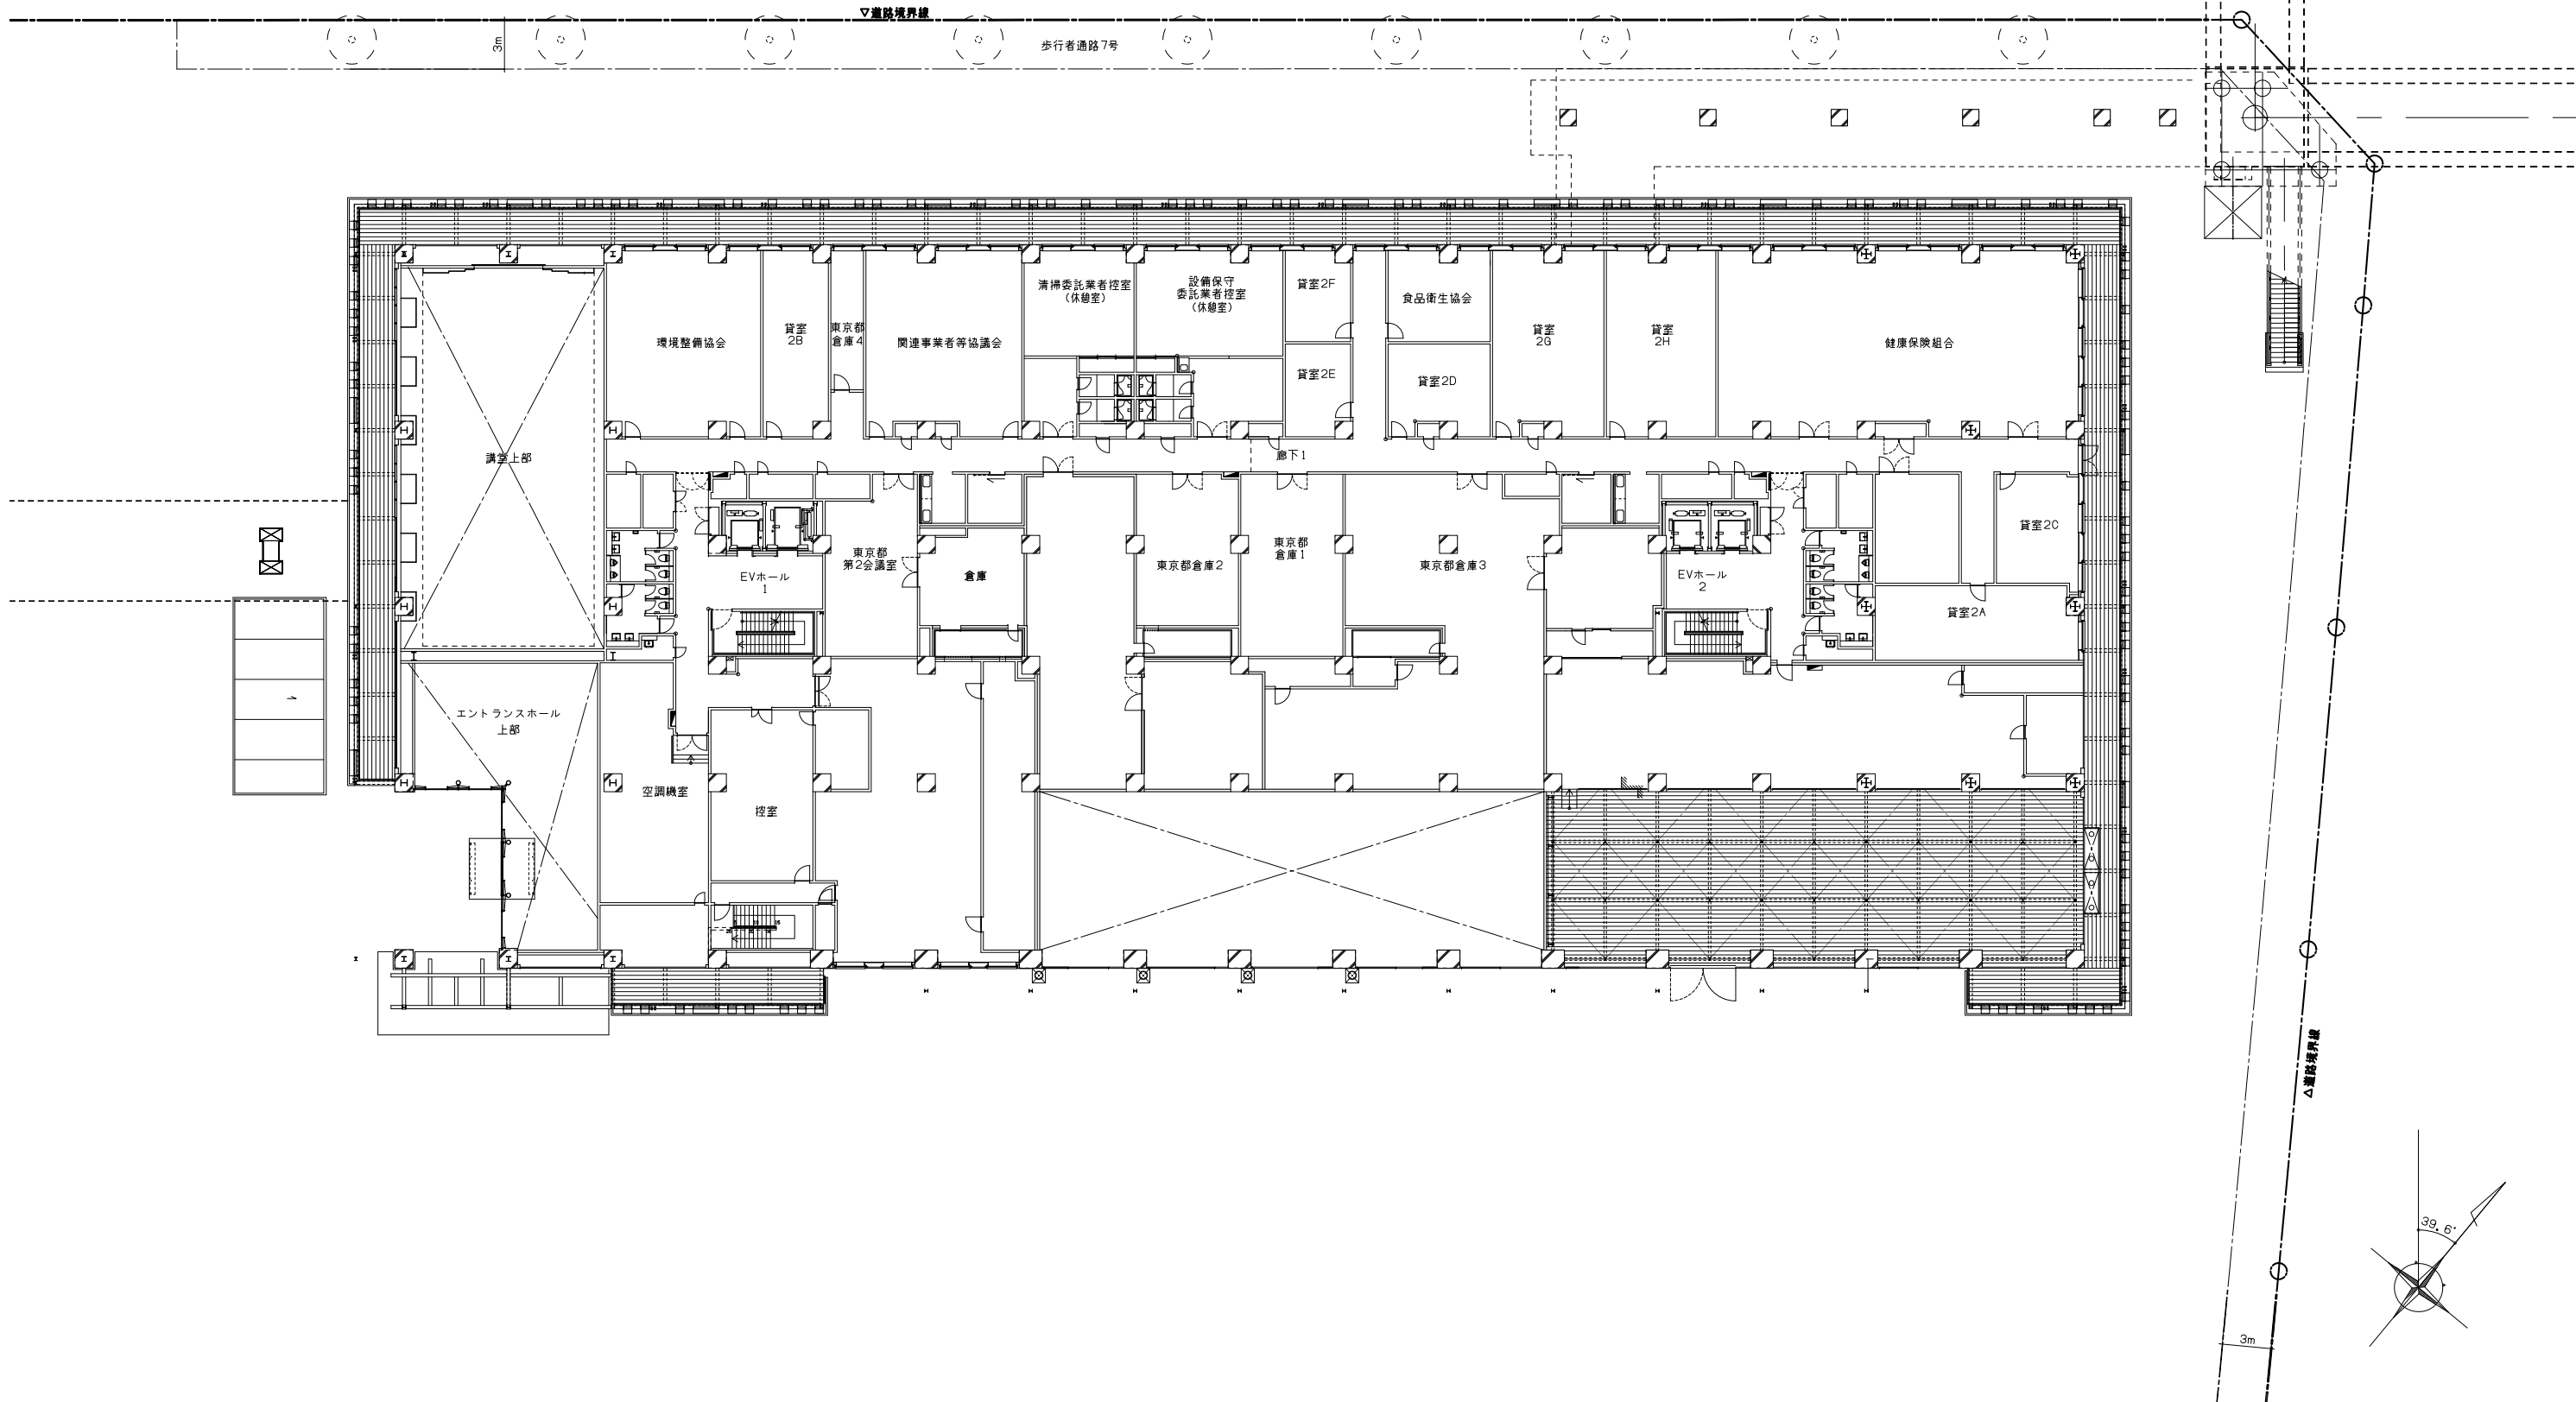 ▽道路境界線
3m
歩行者通路7号
清掃委託業者控室
(休憩室)
設備保守
委託業者控室
(休憩室)
貸室2F
食品衛生協会
環境整備協会
貸室
2B
東京都
倉庫4
関連事業者等協議会
貸室2E
貸室2D
貸室
2G
貸室
2H
健康保険組合
講堂上部
廊下1
EVホール
1
東京都
第2会議室
倉庫
東京都倉庫2
東京都
倉庫1
東京都倉庫3
EVホール
2
貸室2C
貸室2A
エントランスホール
上部
空調機室
控室
△道路境界線
39.6°
3m